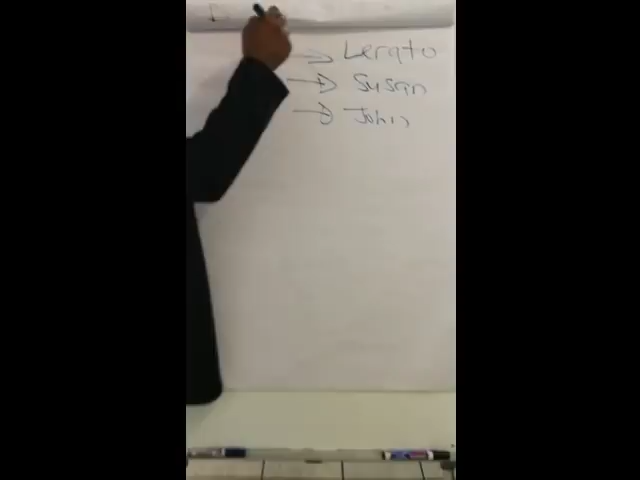 → Lerato
→ Susan
→ John